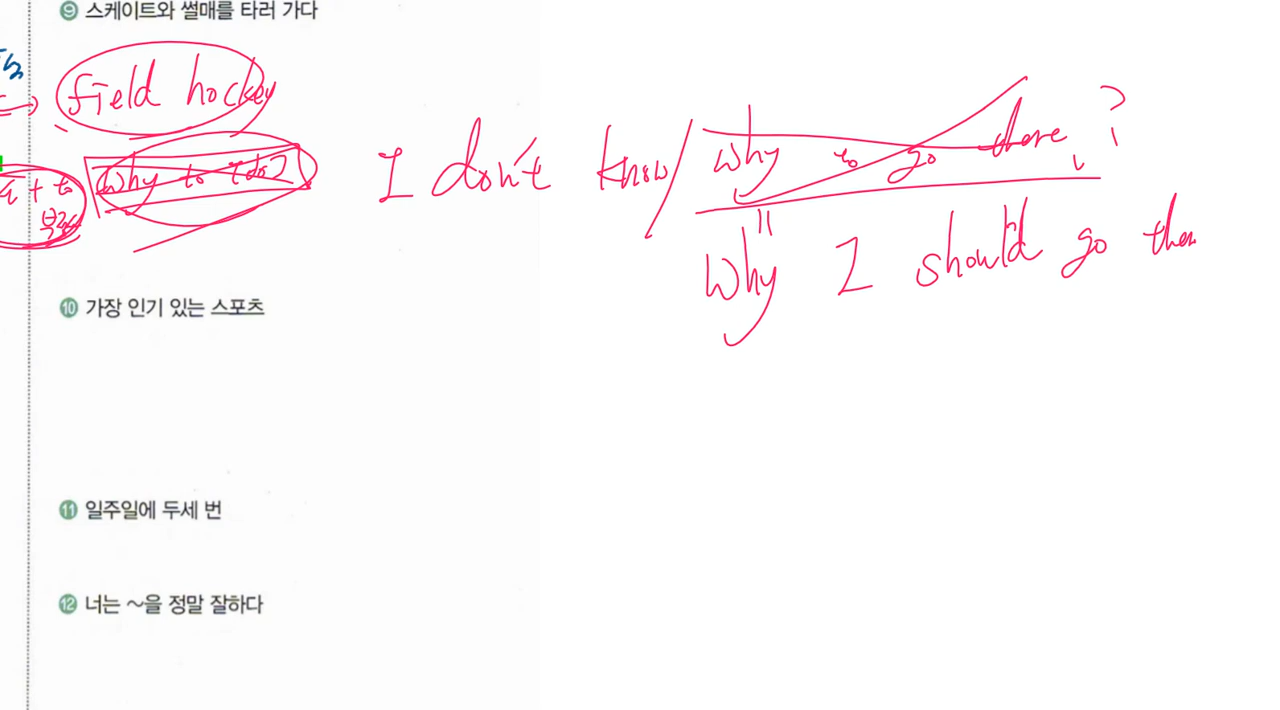 ⑨ 스케이트와 썰매를 타러 가다
field hockey
why to (do)
+ to
I don't know / why to go there ?
why I should go there
⑩ 가장 인기 있는 스포츠
⑪ 일주일에 두세 번
⑫ 너는 ~을 정말 잘하다